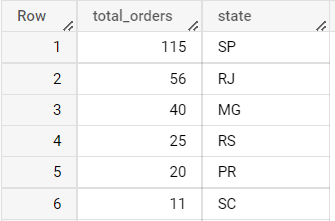 Row total_orders state
1 115 SP
2 56 RJ
3 40 MG
4 25 RS
5 20 PR
6 11 SC